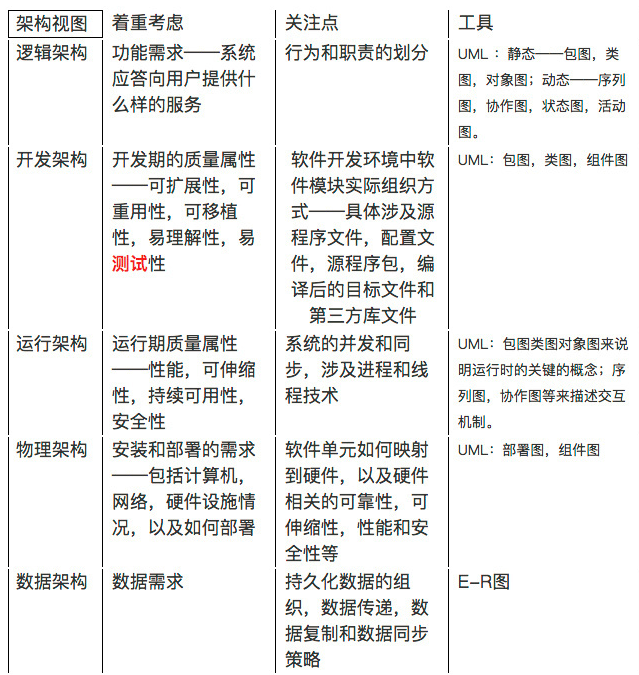 架构视图
着重考虑
关注点
工具
逻辑架构
功能需求——系统
应答向用户提供什
么样的服务
行为和职责的划分
UML ：静态——包图，类
图，对象图；动态——序列
图，协作图，状态图，活动
图。
开发架构
开发期的质量属性
——可扩展性，可
重用性，可移植
性，易理解性，易
测试性
软件开发环境中软
件模块实际组织方
式——具体涉及源
程序文件，配置文
件，源程序包，编
译后的目标文件和
第三方库文件
UML：包图，类图，组件图
运行架构
运行期质量属性
——性能，可伸缩
性，持续可用性，
安全性
系统的并发和同
步，涉及进程和线
程技术
UML：包图类图对象图来说
明运行时的关键的概念；序
列图，协作图等来描述交互
机制。
物理架构
安装和部署的需求
——包括计算机，
网络，硬件设施情
况，以及如何部署
软件单元如何映射
到硬件，以及硬件
相关的可靠性，可
伸缩性，性能和安
全性等
UML：部署图，组件图
数据架构
数据需求
持久化数据的组
织，数据传递，数
据复制和数据同步
策略
E-R图